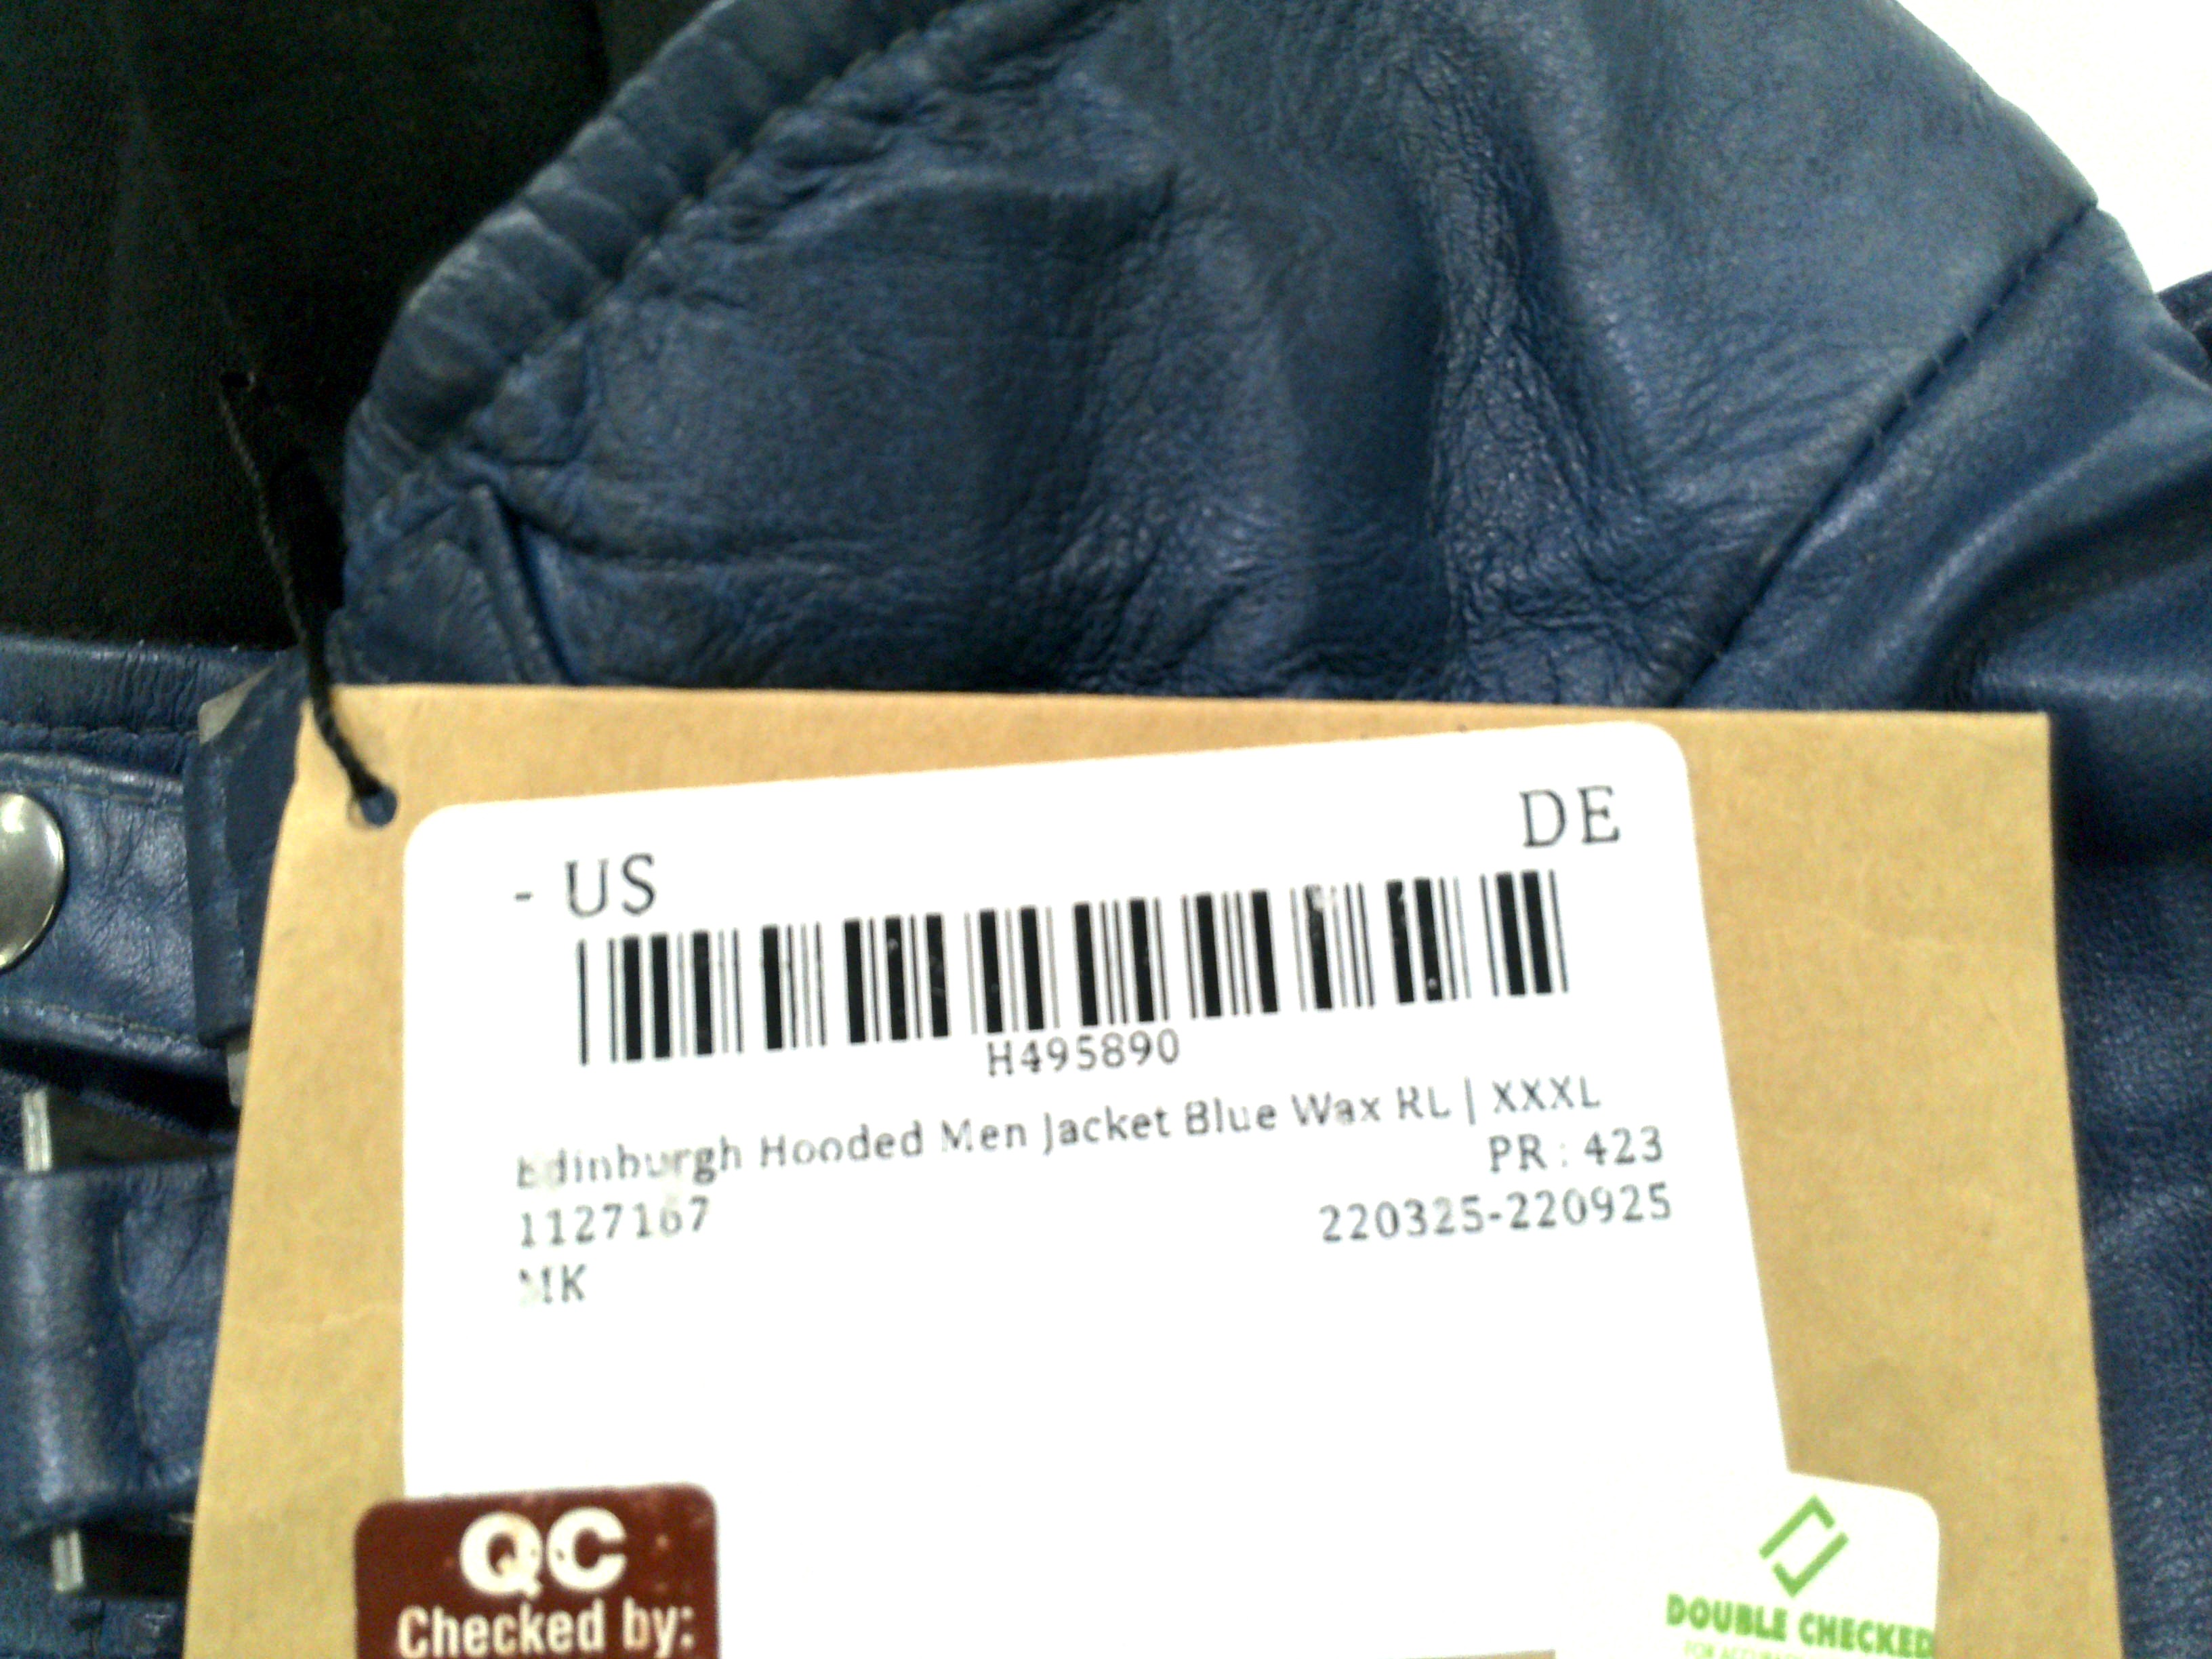 - US DE
H495890
Edinburgh Hooded Men Jacket Blue Wax RL | XXXL
PR : 423
1127167 220325-220925
MK
QC
Checked by:
DOUBLE CHECKED